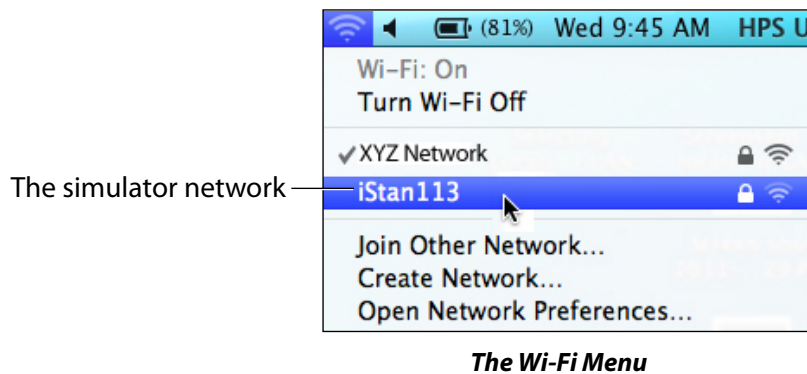 (81%) Wed 9:45 AM HPS U
Wi-Fi: On
Turn Wi-Fi Off
XYZ Network
The simulator network
iStan113
Join Other Network...
Create Network...
Open Network Preferences...
The Wi-Fi Menu